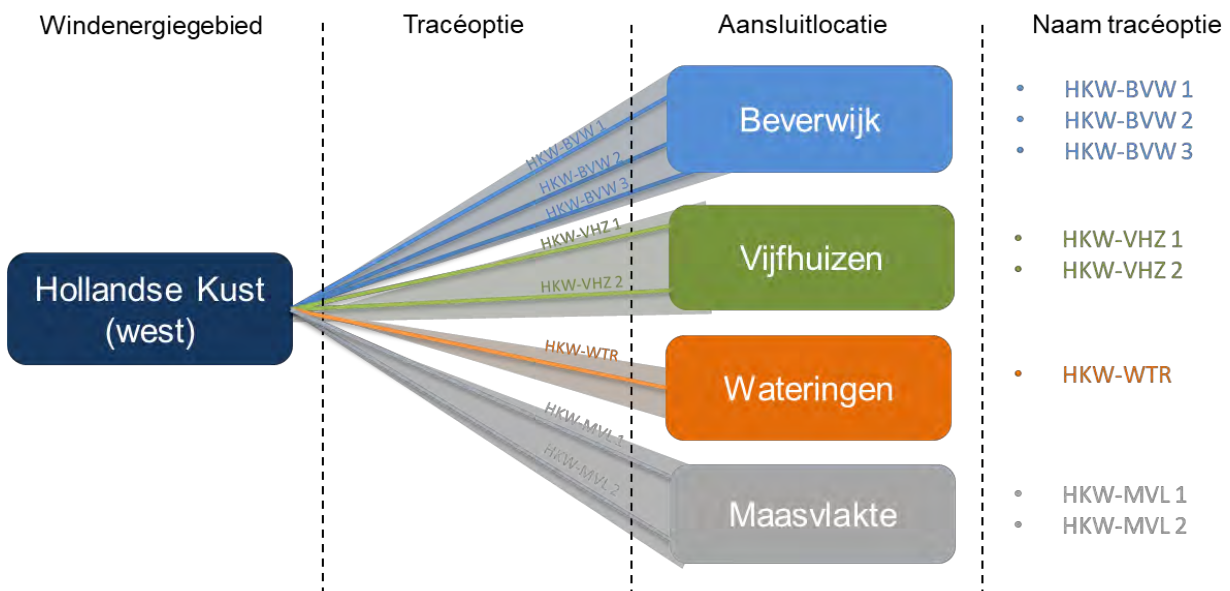 Windenergiegebied
Tracéoptie
Aansluitlocatie
Naam tracéoptie
Hollandse Kust
(west)
HKW-BVW 1
HKW-BVW 2
HKW-BVW 3
HKW-VHZ 1
HKW-VHZ 2
HKW-WTR
HKW-MVL 1
HKW-MVL 2
Beverwijk
Vijfhuizen
Wateringen
Maasvlakte
• HKW-BVW 1
• HKW-BVW 2
• HKW-BVW 3
• HKW-VHZ 1
• HKW-VHZ 2
• HKW-WTR
• HKW-MVL 1
• HKW-MVL 2